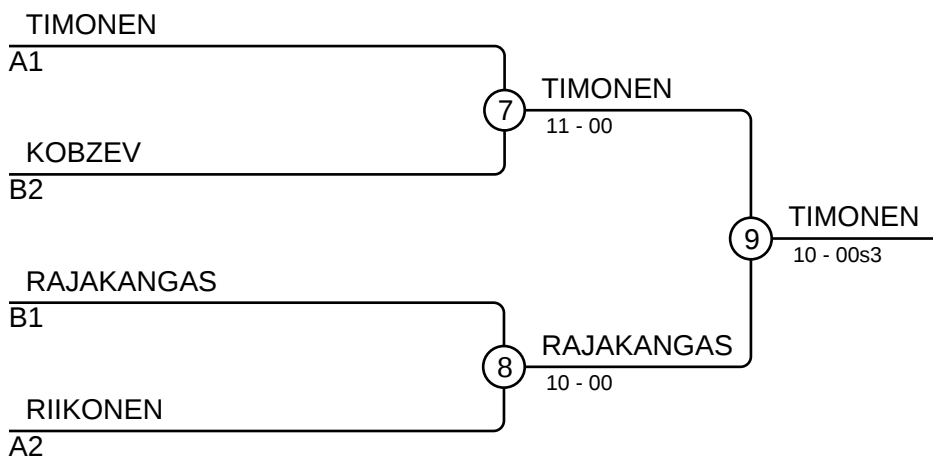 TIMONEN
A1
7
TIMONEN
11 - 00
KOBZEV
B2
9
TIMONEN
10 - 00s3
RAJAKANGAS
B1
8
RAJAKANGAS
10 - 00
RIIKONEN
A2